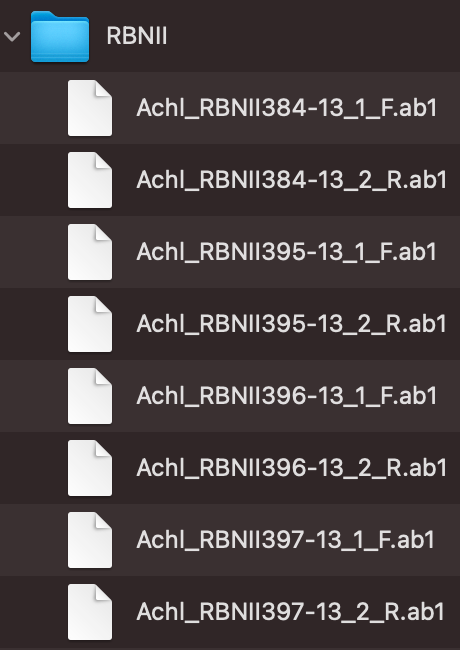 RBNII
Achl_RBNII384-13_1_F.ab1
Achl_RBNII384-13_2_R.ab1
Achl_RBNII395-13_1_F.ab1
Achl_RBNII395-13_2_R.ab1
Achl_RBNII396-13_1_F.ab1
Achl_RBNII396-13_2_R.ab1
Achl_RBNII397-13_1_F.ab1
Achl_RBNII397-13_2_R.ab1